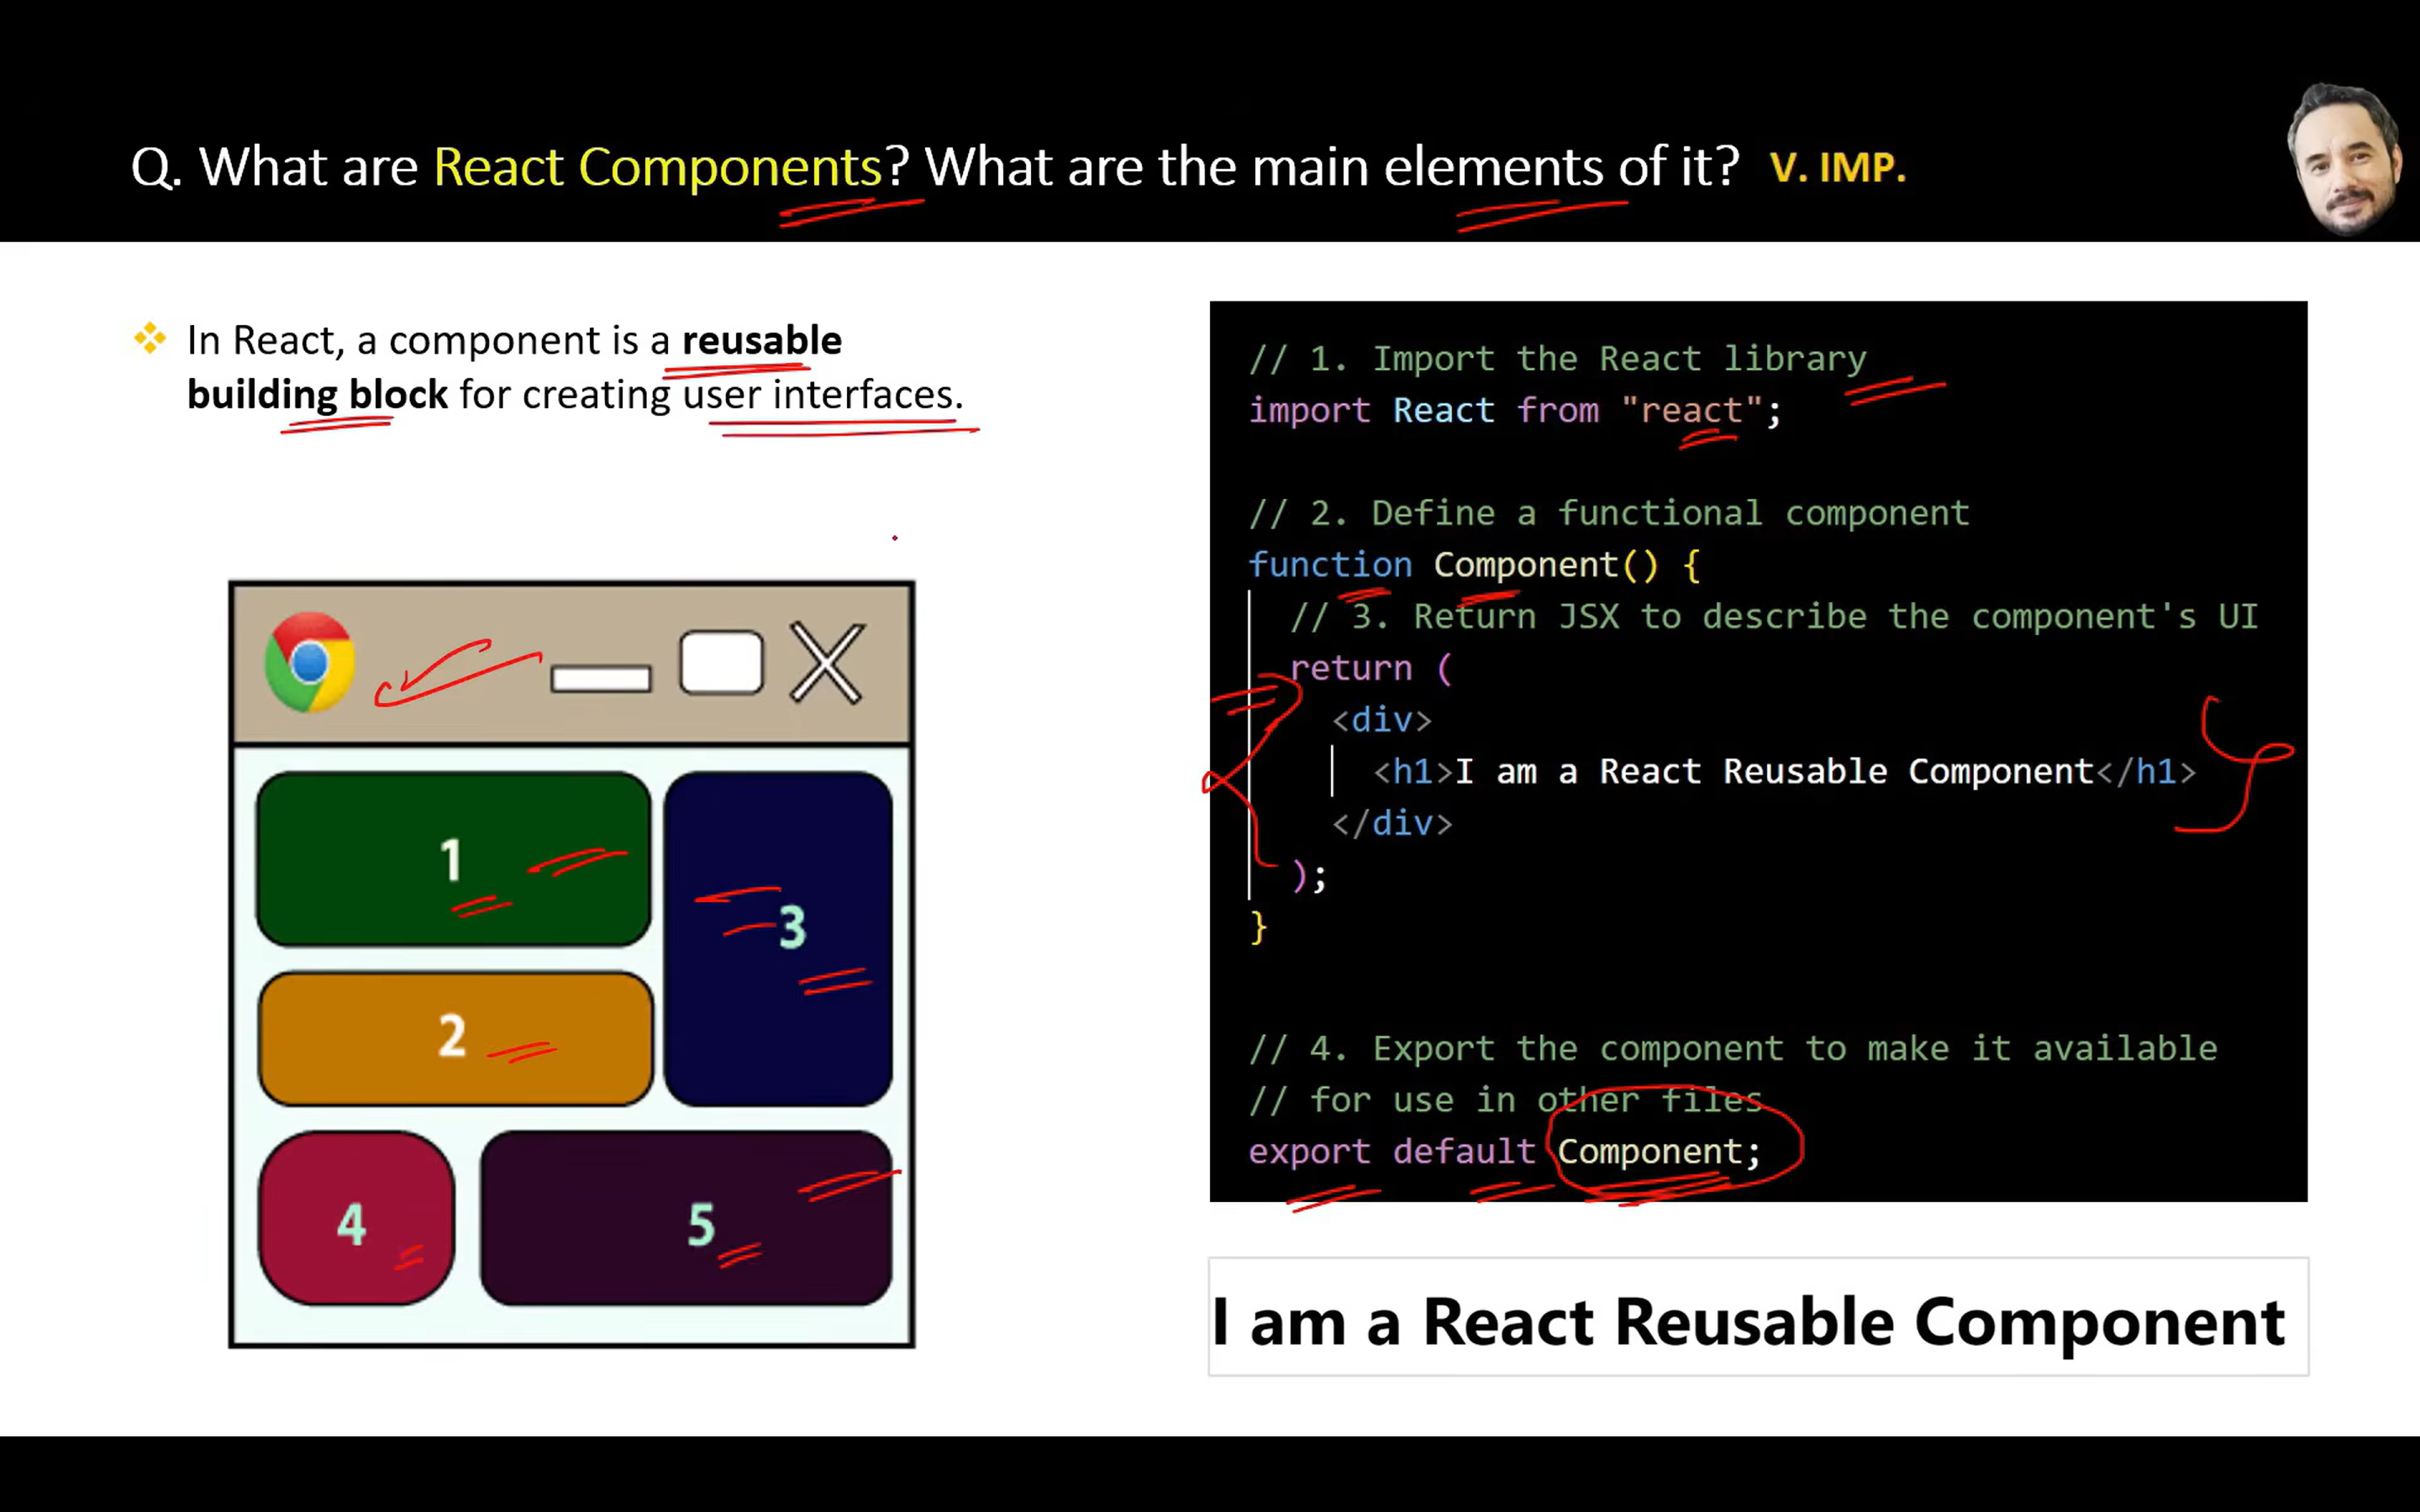 Q. What are React Components? What are the main elements of it? V. IMP.
In React, a component is a reusable
building block for creating user interfaces.
1
2
3
4
5
// 1. Import the React library
import React from "react";
// 2. Define a functional component
function Component() {
// 3. Return JSX to describe the component's UI
return (
<div>
<h1>I am a React Reusable Component</h1>
</div>
);
}
// 4. Export the component to make it available
// for use in other files
export default Component;
I am a React Reusable Component